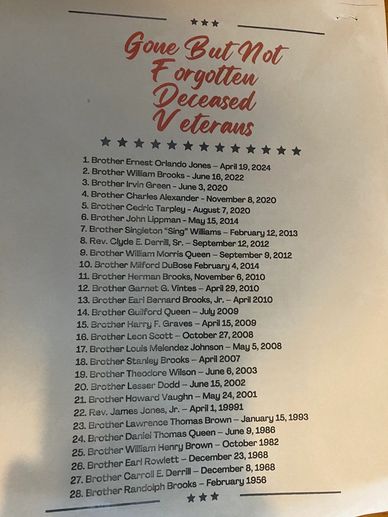 Gone But Not
Forgotten
Deceased
Veterans
1. Brother Ernest Orlando Jones – April 19, 2024
2. Brother William Brooks - June 16, 2022
3. Brother Irvin Green - June 3, 2020
4. Brother Charles Alexander - November 8, 2020
5. Brother Cedric Tarpley - August 7, 2020
6. Brother John Lippman - May 15, 2014
7. Brother Singleton "Sing" Williams – February 12, 2013
8. Rev. Clyde E. Derrill, Sr. – September 12, 2012
9. Brother William Morris Queen – September 9, 2012
10. Brother Milford DuBose February 4, 2014
11. Brother Herman Brooks, November 6, 2010
12. Brother Garnet G. Vintes – April 29, 2010
13. Brother Earl Bernard Brooks, Jr. – April 2010
14. Brother Guilford Queen – July 2009
15. Brother Harry F. Graves – April 15, 2009
16. Brother Leon Scott – October 27, 2008
17. Brother Louis Melendez Johnson – May 5, 2008
18. Brother Stanley Brooks – April 2007
19. Brother Theodore Wilson – June 6, 2003
20. Brother Lesser Dodd – June 15, 2002
21. Brother Howard Vaughn – May 24, 2001
22. Rev. James Jones, Jr. – April 1, 19991
23. Brother Lawrence Thomas Brown – January 15, 1993
24. Brother Daniel Thomas Queen – June 9, 1986
25. Brother William Henry Brown – October 1982
26. Brother Earl Rowlett – December 23, 1968
27. Brother Carroll E. Derrill – December 8, 1968
28. Brother Randolph Brooks – February 1956